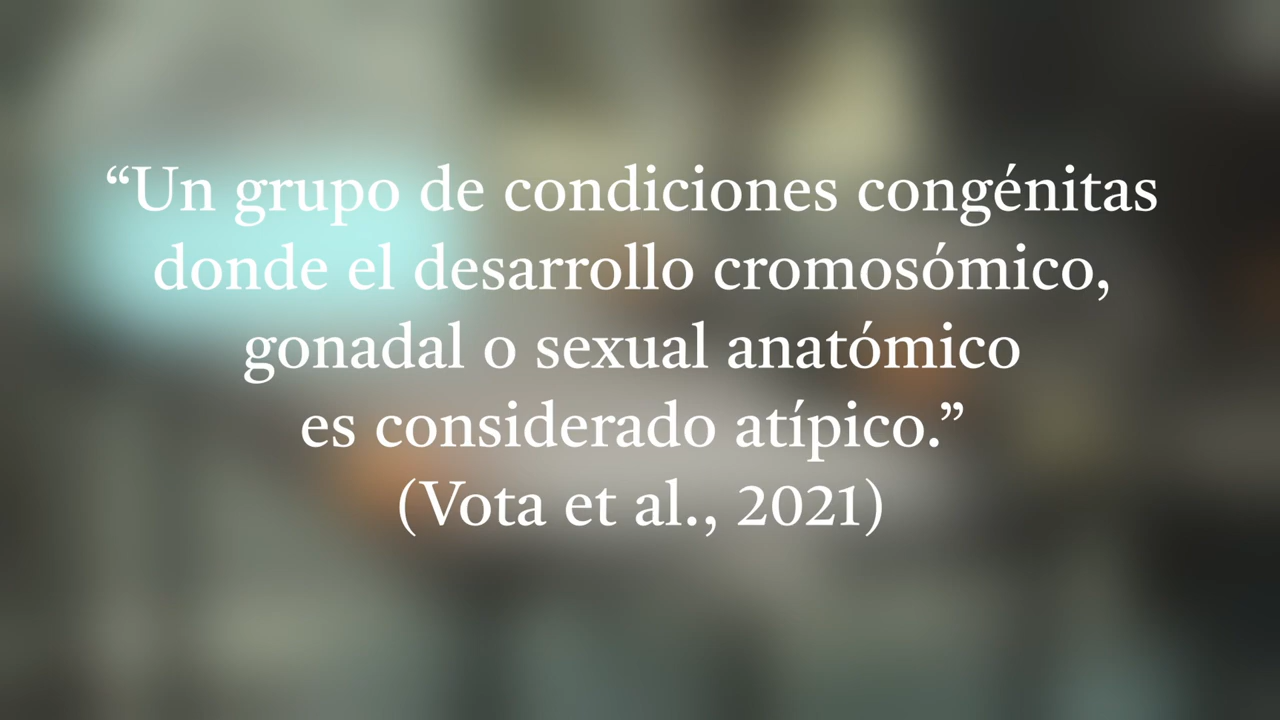 “Un grupo de condiciones congénitas
donde el desarrollo cromosómico,
gonadal o sexual anatómico
es considerado atípico.”
(Vota et al., 2021)